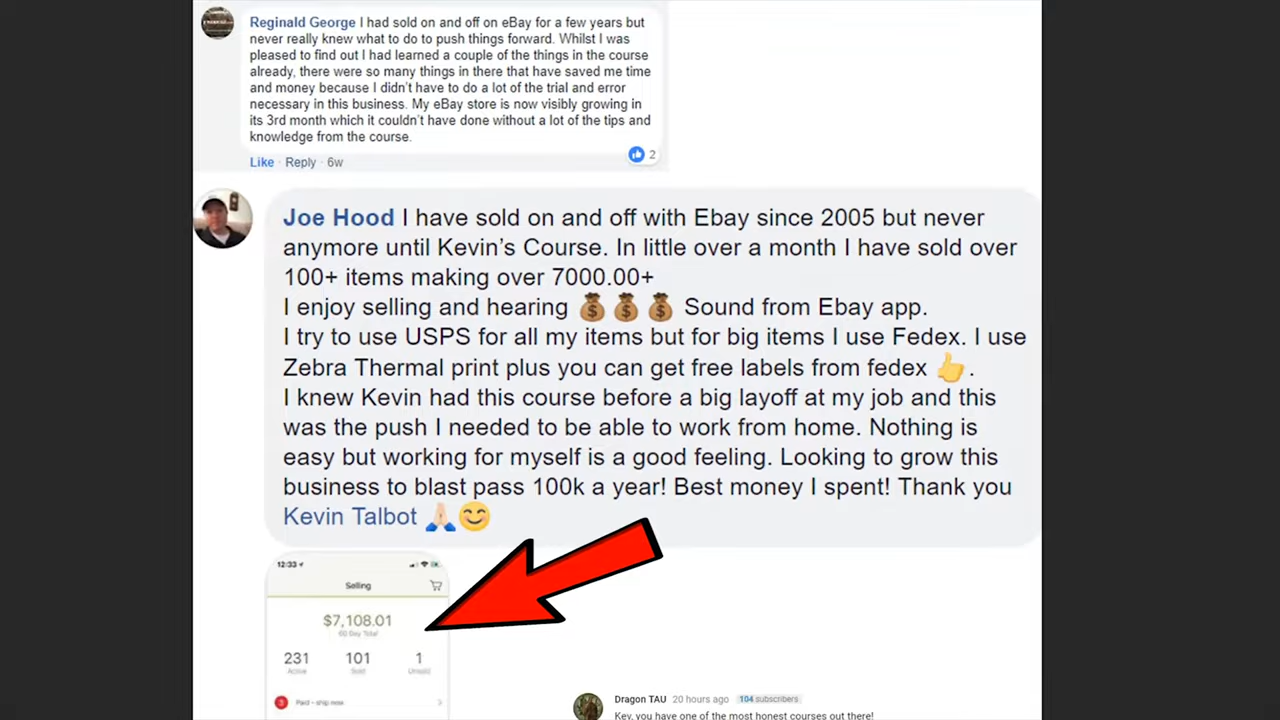 Reginald George I had sold on and off on eBay for a few years but
never really knew what to do to push things forward. Whilst I was
pleased to find out I had learned a couple of the things in the course
already, there were so many things in there that have saved me time
and money because I didn't have to do a lot of the trial and error
necessary in this business. My eBay store is now visibly growing in
its 3rd month which it couldn't have done without a lot of the tips and
knowledge from the course.
Like · Reply · 6w
2
Joe Hood I have sold on and off with Ebay since 2005 but never
anymore until Kevin's Course. In little over a month I have sold over
100+ items making over 7000.00+
I enjoy selling and hearing 💰💰💰 Sound from Ebay app.
I try to use USPS for all my items but for big items I use Fedex. I use
Zebra Thermal print plus you can get free labels from fedex 👍.
I knew Kevin had this course before a big layoff at my job and this
was the push I needed to be able to work from home. Nothing is
easy but working for myself is a good feeling. Looking to grow this
business to blast pass 100k a year! Best money I spent! Thank you
Kevin Talbot 🙏😊
12:33
Selling
$7,108.01
60 Day Total
231 101 1
Active Sold Unsold
3 Paid - ship now
Dragon TAU 20 hours ago 104 subscribers
Kev, you have one of the most honest courses out there!